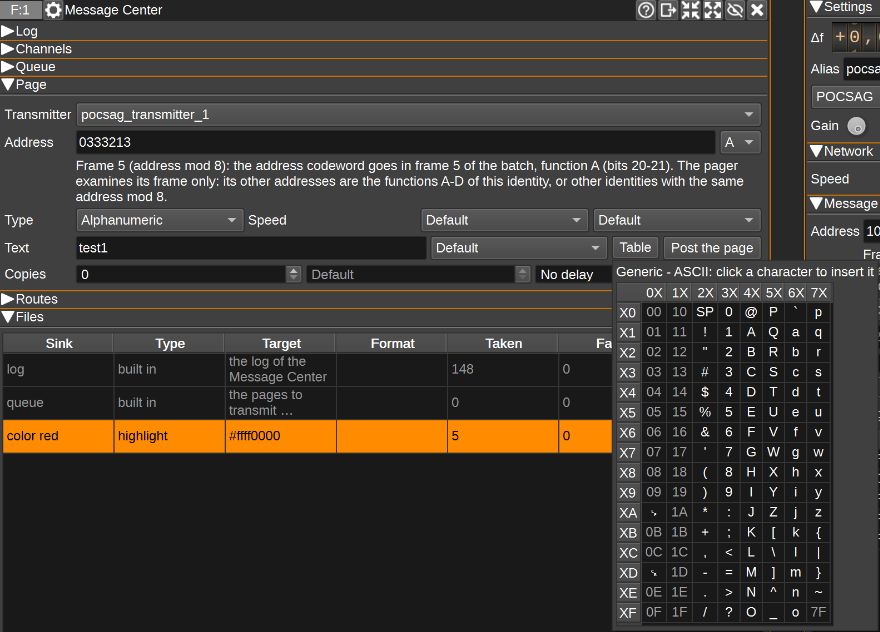 F:1 Message Center
Log
Channels
Queue
Page
Transmitter pocsag_transmitter_1
Address 0333213 A
Frame 5 (address mod 8): the address codeword goes in frame 5 of the batch, function A (bits 20-21). The pager
examines its frame only: its other addresses are the functions A-D of this identity, or other identities with the same
address mod 8.
Type Alphanumeric Speed Default Default
Text test1 Default Table Post the page
Copies 0 Default No delay
Routes
Files
Sink Type Target Format Taken Fa
log built in the log of the Message Center 148 0
queue built in the pages to transmit ... 0 0
color red highlight #ffff0000 5 0
Settings
Δf +0,
Alias pocsa
POCSAG
Gain
Network
Speed
Message
Address 10
Fra
Generic - ASCII: click a character to insert it
0X 1X 2X 3X 4X 5X 6X 7X
X0 00 10 SP 0 @ P ` p
X1 01 11 ! 1 A Q a q
X2 02 12 " 2 B R b r
X3 03 13 # 3 C S c s
X4 04 14 $ 4 D T d t
X5 05 15 % 5 E U e u
X6 06 16 & 6 F V f v
X7 07 17 ' 7 G W g w
X8 08 18 ( 8 H X h x
X9 09 19 ) 9 I Y i y
XA 1A * : J Z j z
XB 0B 1B + ; K [ k {
XC 0C 1C , < L \ l |
XD 1D - = M ] m }
XE 0E 1E . > N ^ n ~
XF 0F 1F / ? O _ o 7F